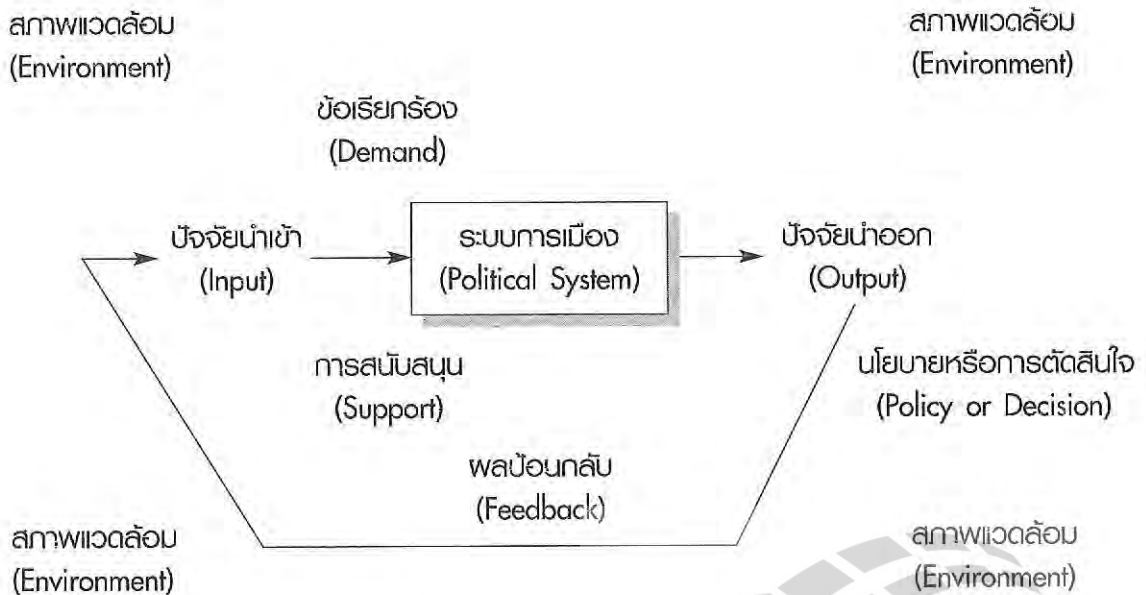 สภาพแวดล้อม
(Environment)
สภาพแวดล้อม
(Environment)
ข้อเรียกร้อง
(Demand)
ปัจจัยนำเข้า
(Input)
ระบบการเมือง
(Political System)
ปัจจัยนำออก
(Output)
การสนับสนุน
(Support)
นโยบายหรือการตัดสินใจ
(Policy or Decision)
ผลป้อนกลับ
(Feedback)
สภาพแวดล้อม
(Environment)
สภาพแวดล้อม
(Environment)